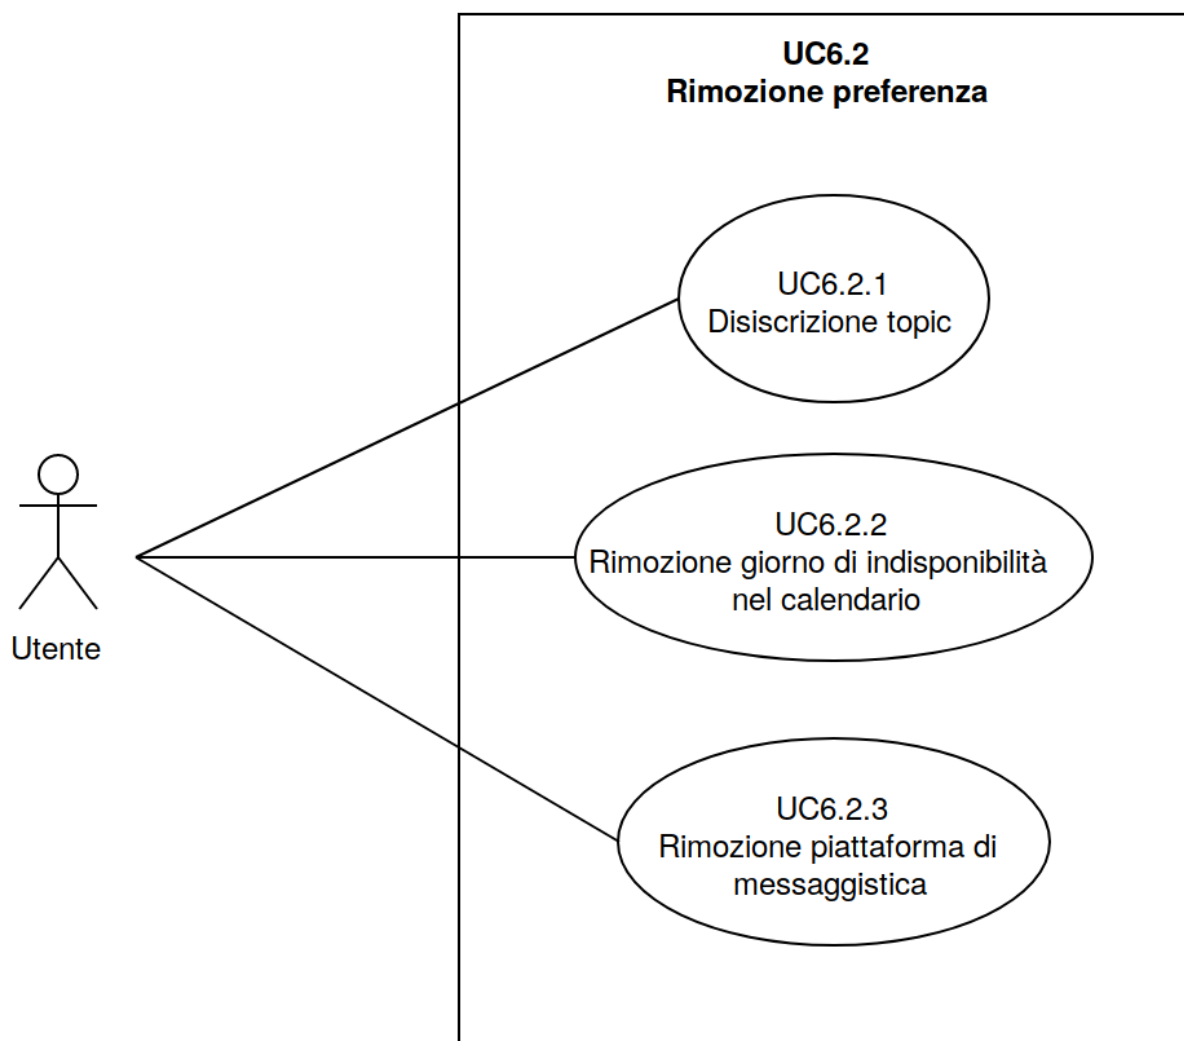 UC6.2
Rimozione preferenza
UC6.2.1
Disiscrizione topic
UC6.2.2
Rimozione giorno di indisponibilità
nel calendario
Utente
UC6.2.3
Rimozione piattaforma di
messaggistica